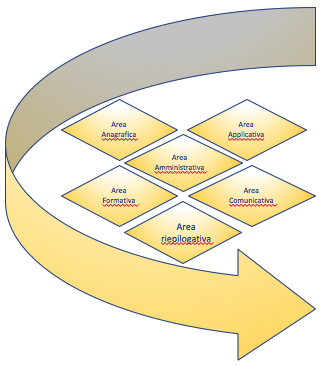 Area
Anagrafica
Area
Applicativa
Area
Amministrativa
Area
Formativa
Area
Comunicativa
Area
riepilogativa